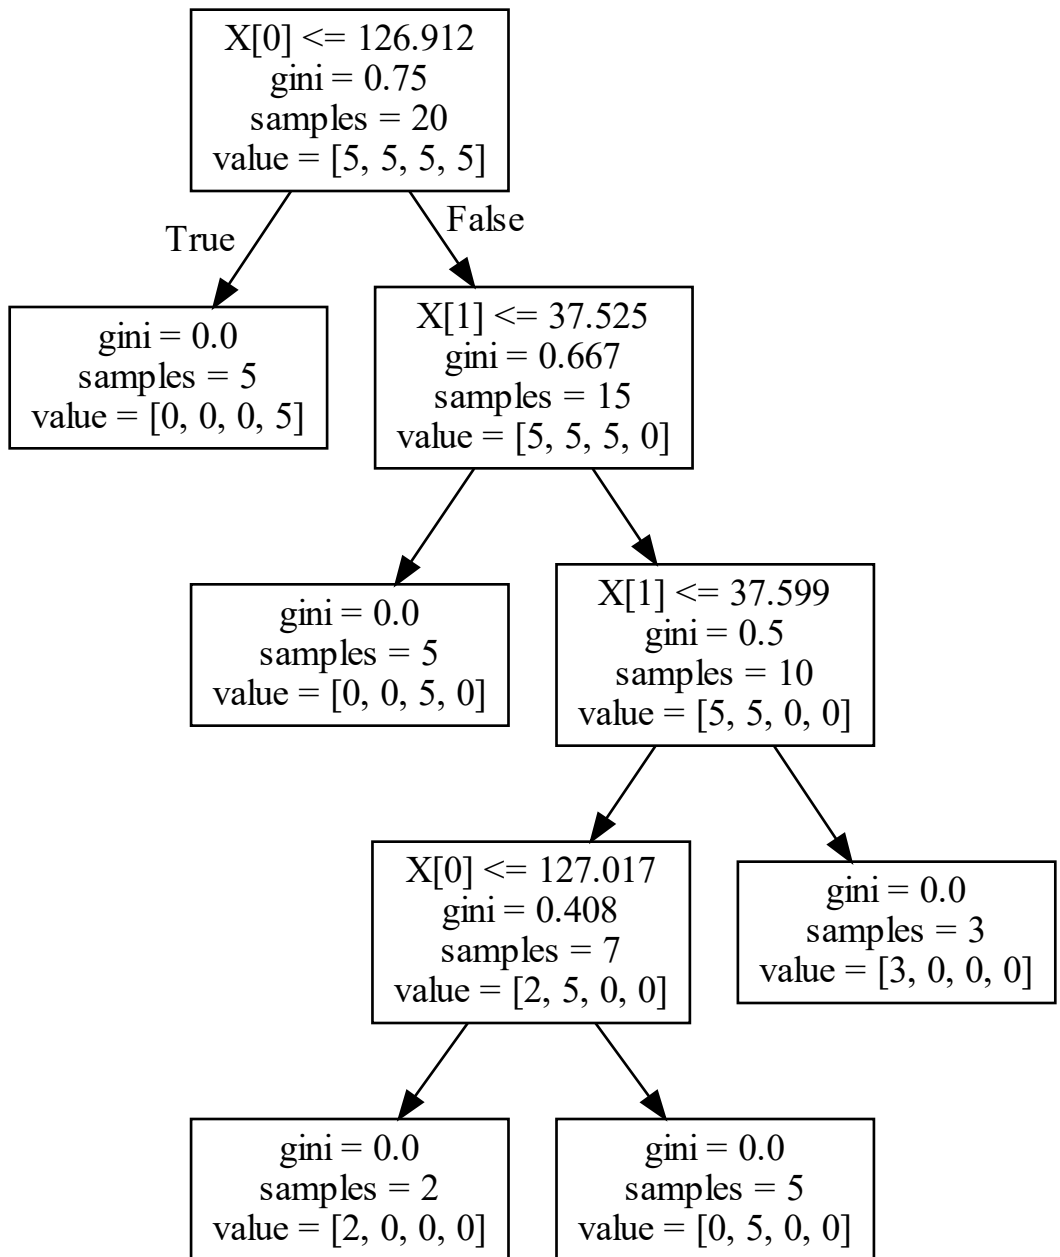 X[0] <= 126.912
gini = 0.75
samples = 20
value = [5, 5, 5, 5]
True
False
gini = 0.0
samples = 5
value = [0, 0, 0, 5]
X[1] <= 37.525
gini = 0.667
samples = 15
value = [5, 5, 5, 0]
gini = 0.0
samples = 5
value = [0, 0, 5, 0]
X[1] <= 37.599
gini = 0.5
samples = 10
value = [5, 5, 0, 0]
X[0] <= 127.017
gini = 0.408
samples = 7
value = [2, 5, 0, 0]
gini = 0.0
samples = 3
value = [3, 0, 0, 0]
gini = 0.0
samples = 2
value = [2, 0, 0, 0]
gini = 0.0
samples = 5
value = [0, 5, 0, 0]